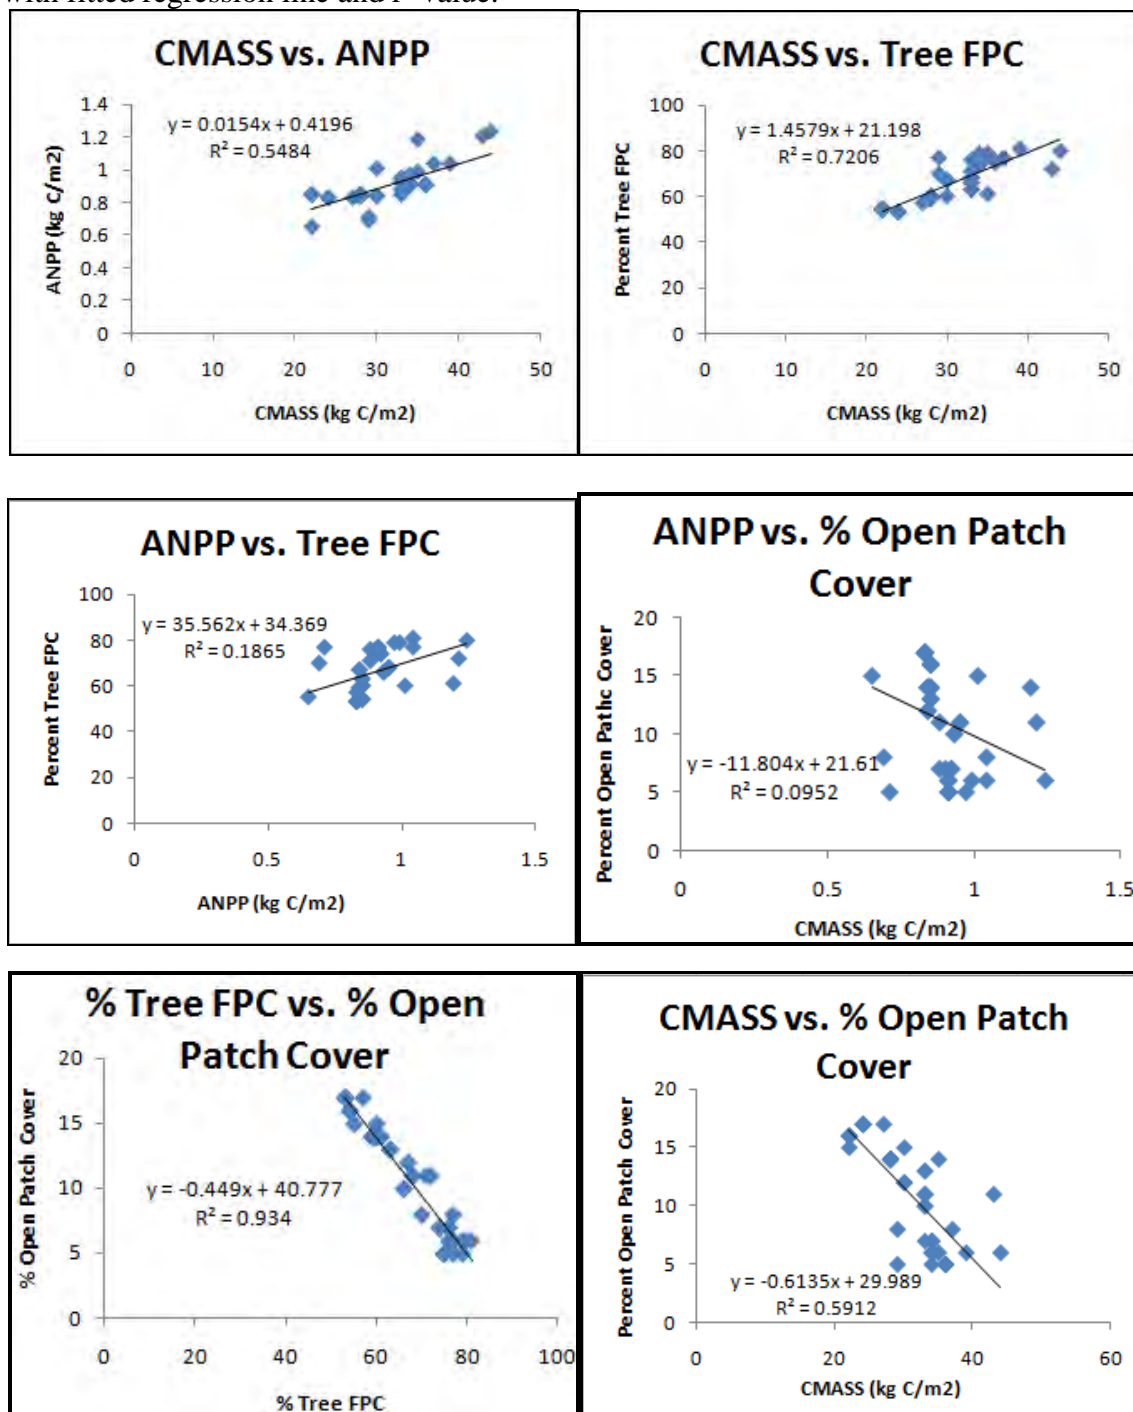 with fitted regression line and r² value.
CMASS vs. ANPP
y = 0.0154x + 0.4196
R² = 0.5484
ANPP (kg C/m2)
1.4
1.2
1
0.8
0.6
0.4
0.2
0
0 10 20 30 40 50
CMASS (kg C/m2)
CMASS vs. Tree FPC
y = 1.4579x + 21.198
R² = 0.7206
Percent Tree FPC
100
80
60
40
20
0
0 10 20 30 40 50
CMASS (kg C/m2)
ANPP vs. Tree FPC
y = 35.562x + 34.369
R² = 0.1865
Percent Tree FPC
100
80
60
40
20
0
0 0.5 1 1.5
ANPP (kg C/m2)
ANPP vs. % Open Patch
Cover
y = -11.804x + 21.61
R² = 0.0952
Percent Open Pathc Cover
20
15
10
5
0
0 0.5 1 1.5
CMASS (kg C/m2)
% Tree FPC vs. % Open
Patch Cover
y = -0.449x + 40.777
R² = 0.934
% Open Patch Cover
20
15
10
5
0
0 20 40 60 80 100
% Tree FPC
CMASS vs. % Open Patch
Cover
y = -0.6135x + 29.989
R² = 0.5912
Percent Open Patch Cover
20
15
10
5
0
0 20 40 60
CMASS (kg C/m2)